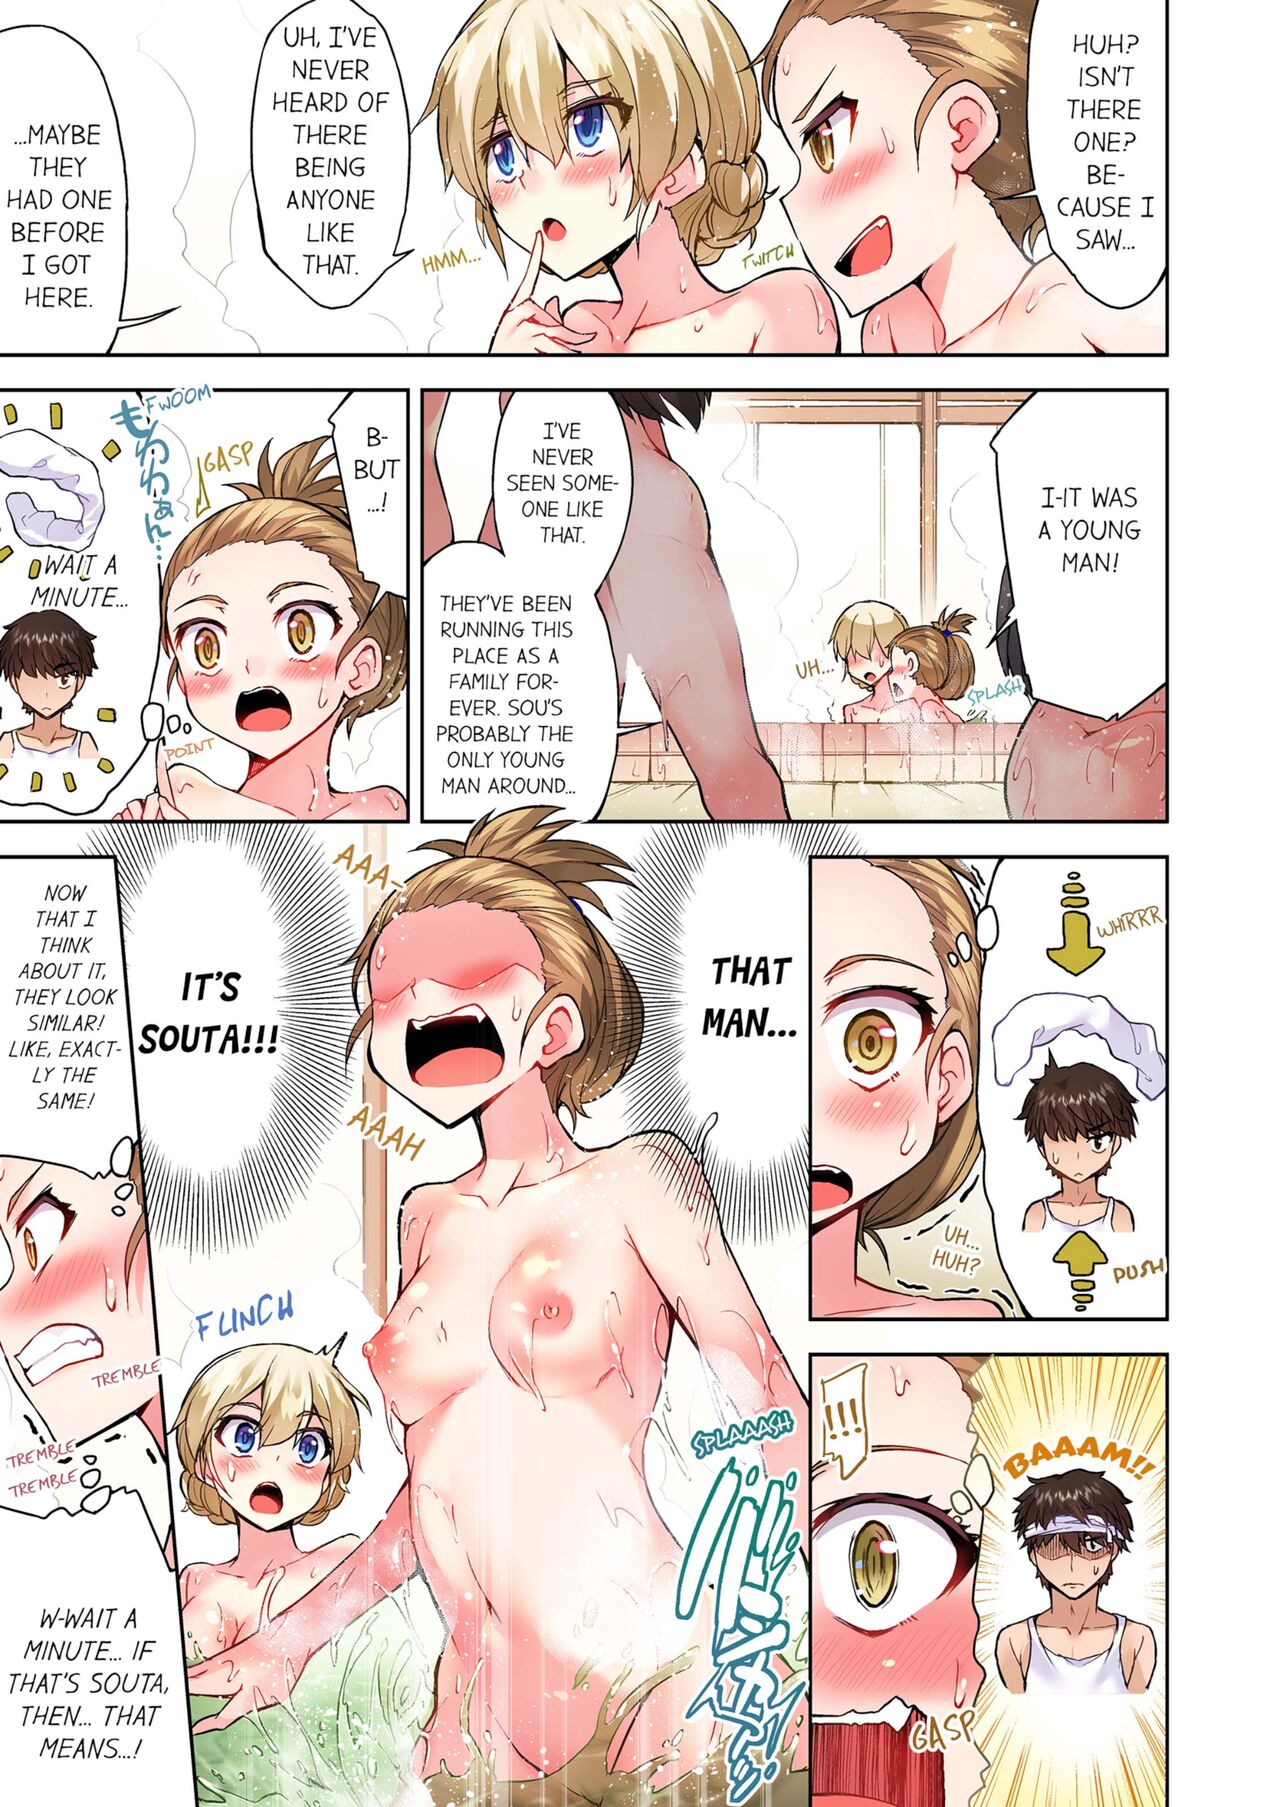 HUH?
ISN'T
THERE
ONE?
BE-
CAUSE I
SAW...
TWITCH
UH, I'VE
NEVER
HEARD OF
THERE
BEING
ANYONE
LIKE
THAT.
HMM...
...MAYBE
THEY
HAD ONE
BEFORE
I GOT
HERE.
I-IT WAS
A YOUNG
MAN!
SPLASH
UH...
I'VE
NEVER
SEEN SOME-
ONE LIKE
THAT.
THEY'VE BEEN
RUNNING THIS
PLACE AS A
FAMILY FOR-
EVER. SOU'S
PROBABLY THE
ONLY YOUNG
MAN AROUND...
B-
BUT
...!
GASP
FWOOM
もわわぁん…
WAIT A
MINUTE...
POINT
WHIRRR
PUSH
UH...
HUH?
!!!
BAAAM!!
GASP
THAT
MAN...
AAA-
IT'S
SOUTA!!!
AAAH
FLINCH
SPLAAASH
NOW
THAT I
THINK
ABOUT IT,
THEY LOOK
SIMILAR!
LIKE, EXACT-
LY THE
SAME!
TREMBLE
TREMBLE
TREMBLE
W-WAIT A
MINUTE... IF
THAT'S SOUTA,
THEN... THAT
MEANS...!